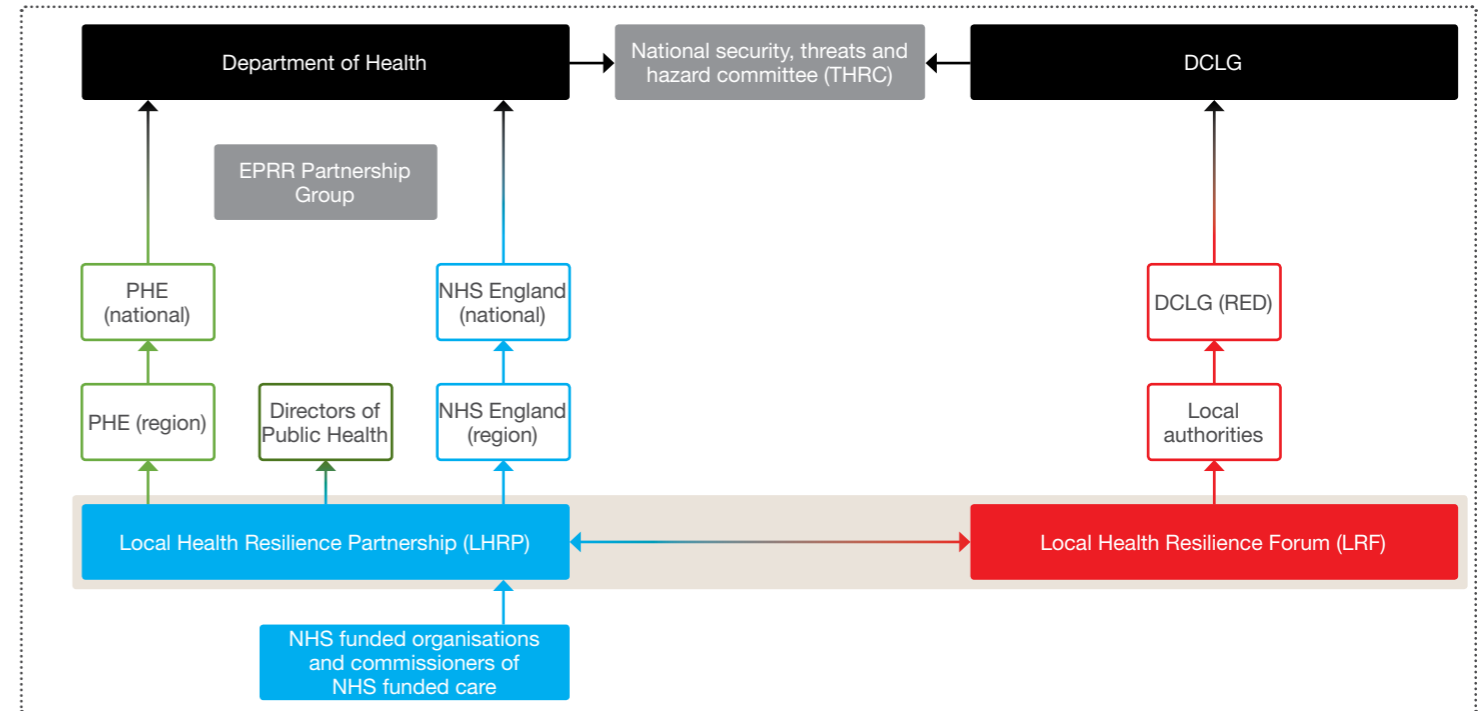 Department of Health
National security, threats and
hazard committee (THRC)
DCLG
EPRR Partnership
Group
PHE
(national)
NHS England
(national)
DCLG (RED)
PHE (region)
Directors of
Public Health
NHS England
(region)
Local
authorities
Local Health Resilience Partnership (LHRP)
Local Health Resilience Forum (LRF)
NHS funded organisations
and commissioners of
NHS funded care